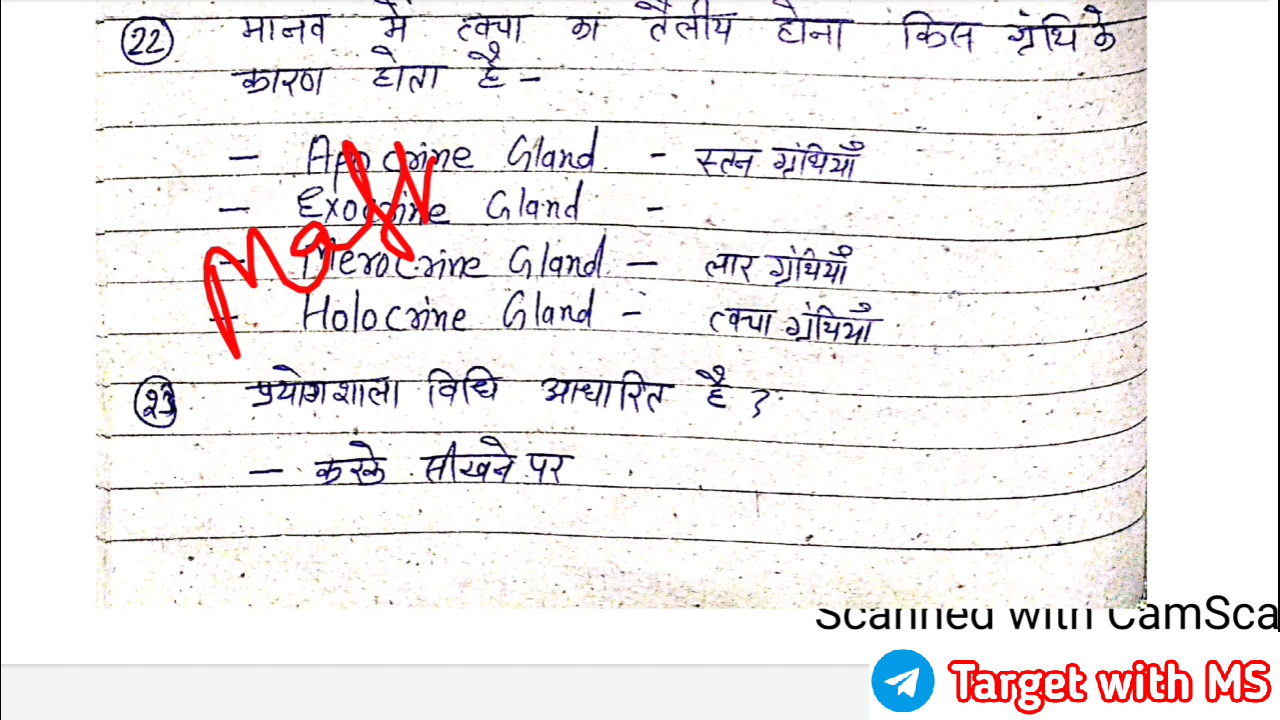 (22) मानव में त्वचा का तैलीय होना किस ग्रंथि के
कारण होता है -
- Apocrine Gland - स्तन ग्रंथियाँ
- Exocrine Gland -
- Merocrine Gland - लार ग्रंथियाँ
- Holocrine Gland - त्वचा ग्रंथियाँ
(23) प्रयोगशाला विधि आधारित है ?
- करके सीखने पर
Scanned with CamSca
Target with MS